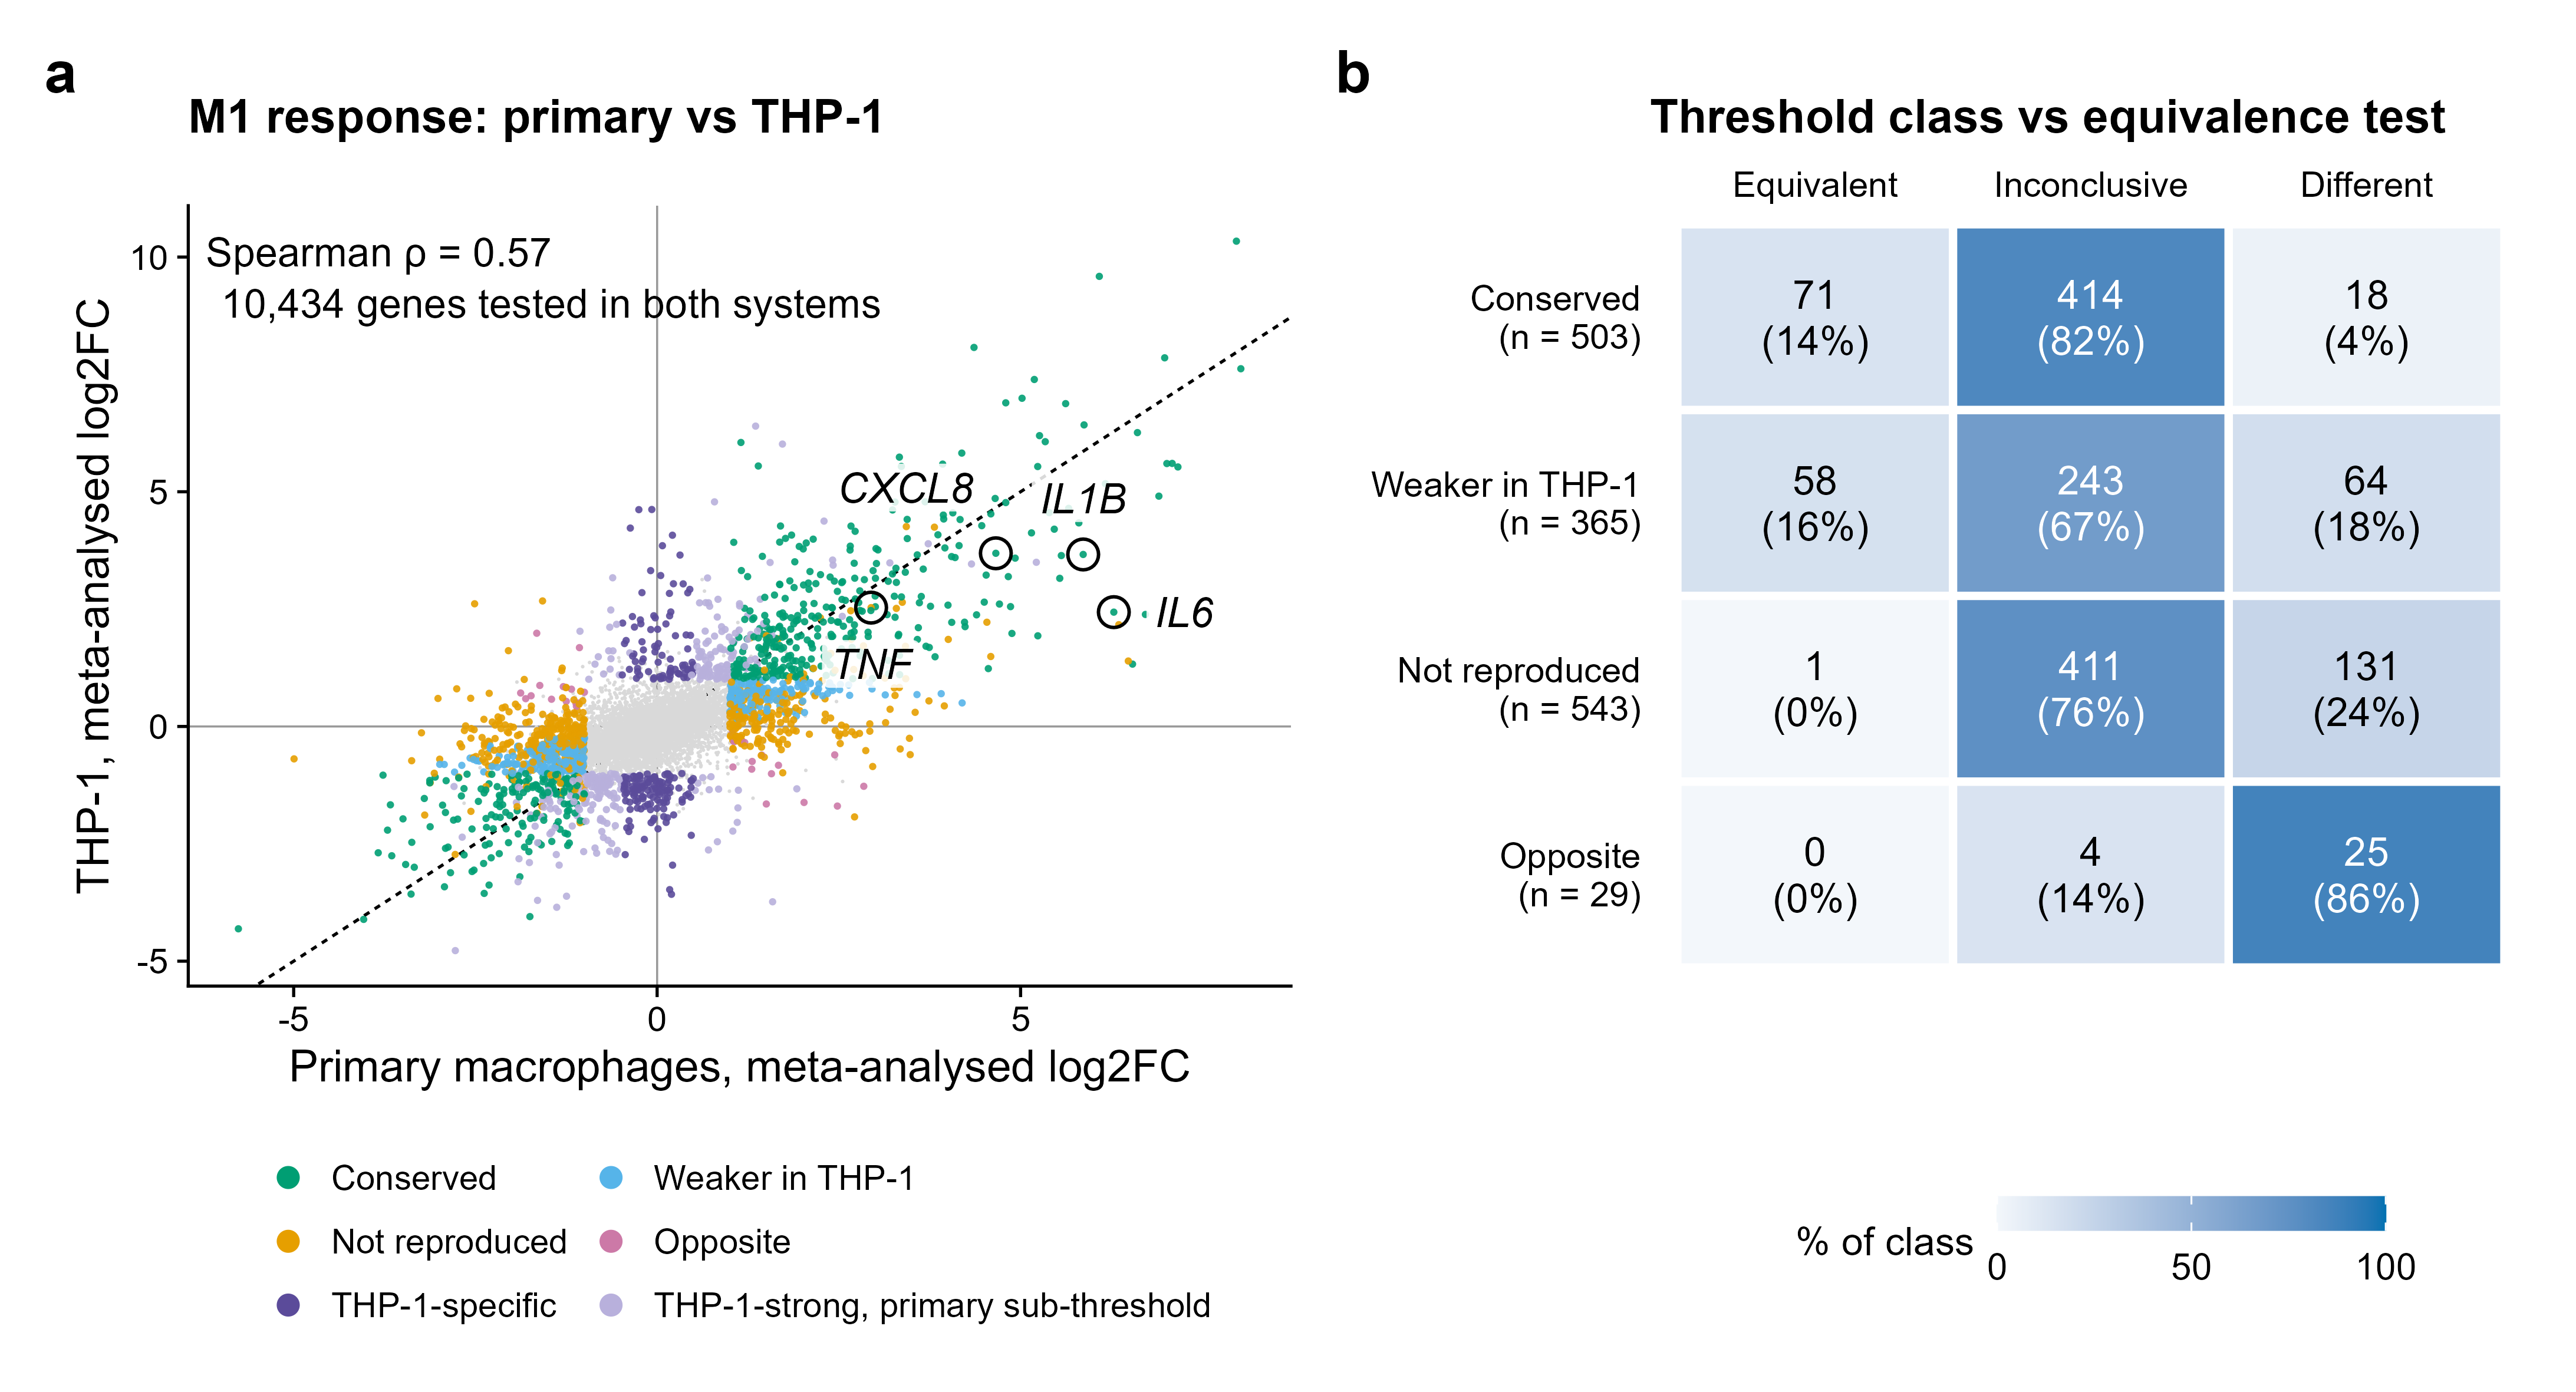 a
M1 response: primary vs THP-1
Spearman ρ = 0.57
10,434 genes tested in both systems
THP-1, meta-analysed log2FC
10
5
0
-5
CXCL8
IL1B
IL6
TNF
-5
0
5
Primary macrophages, meta-analysed log2FC
Conserved
Weaker in THP-1
Not reproduced
Opposite
THP-1-specific
THP-1-strong, primary sub-threshold
b
Threshold class vs equivalence test
Equivalent
Inconclusive
Different
Conserved
(n = 503)
71
(14%)
414
(82%)
18
(4%)
Weaker in THP-1
(n = 365)
58
(16%)
243
(67%)
64
(18%)
Not reproduced
(n = 543)
1
(0%)
411
(76%)
131
(24%)
Opposite
(n = 29)
0
(0%)
4
(14%)
25
(86%)
% of class
0
50
100